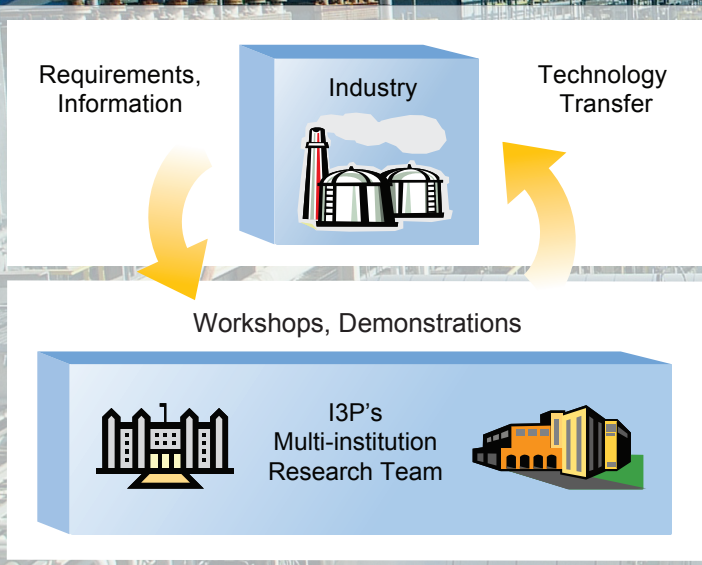 Requirements,
Information
Industry
Technology
Transfer
Workshops, Demonstrations
I3P's
Multi-institution
Research Team